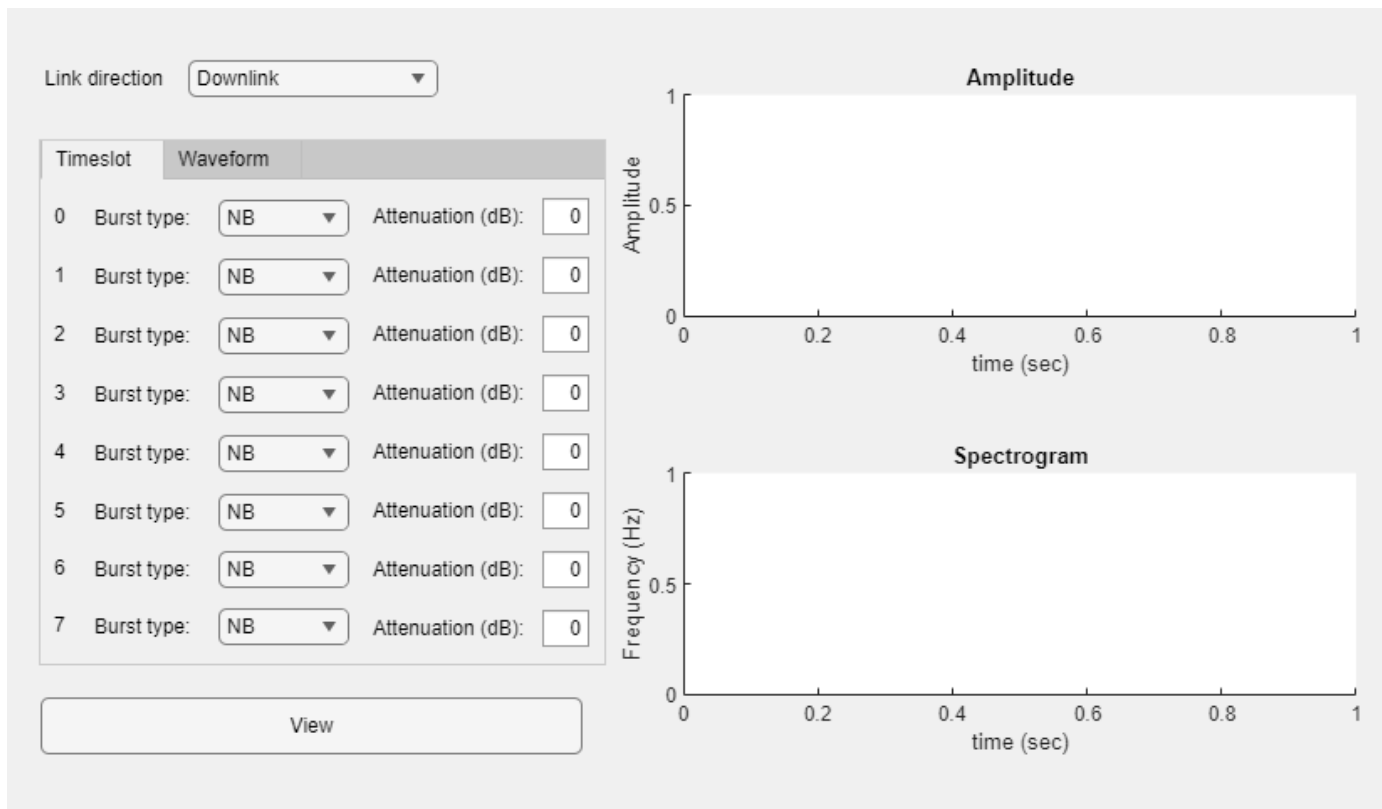 Link direction Downlink
Timeslot Waveform
0 Burst type: NB Attenuation (dB): 0
1 Burst type: NB Attenuation (dB): 0
2 Burst type: NB Attenuation (dB): 0
3 Burst type: NB Attenuation (dB): 0
4 Burst type: NB Attenuation (dB): 0
5 Burst type: NB Attenuation (dB): 0
6 Burst type: NB Attenuation (dB): 0
7 Burst type: NB Attenuation (dB): 0
View
Amplitude
Amplitude
1
0.5
0
0 0.2 0.4 0.6 0.8 1
time (sec)
Spectrogram
Frequency (Hz)
1
0.5
0
0 0.2 0.4 0.6 0.8 1
time (sec)